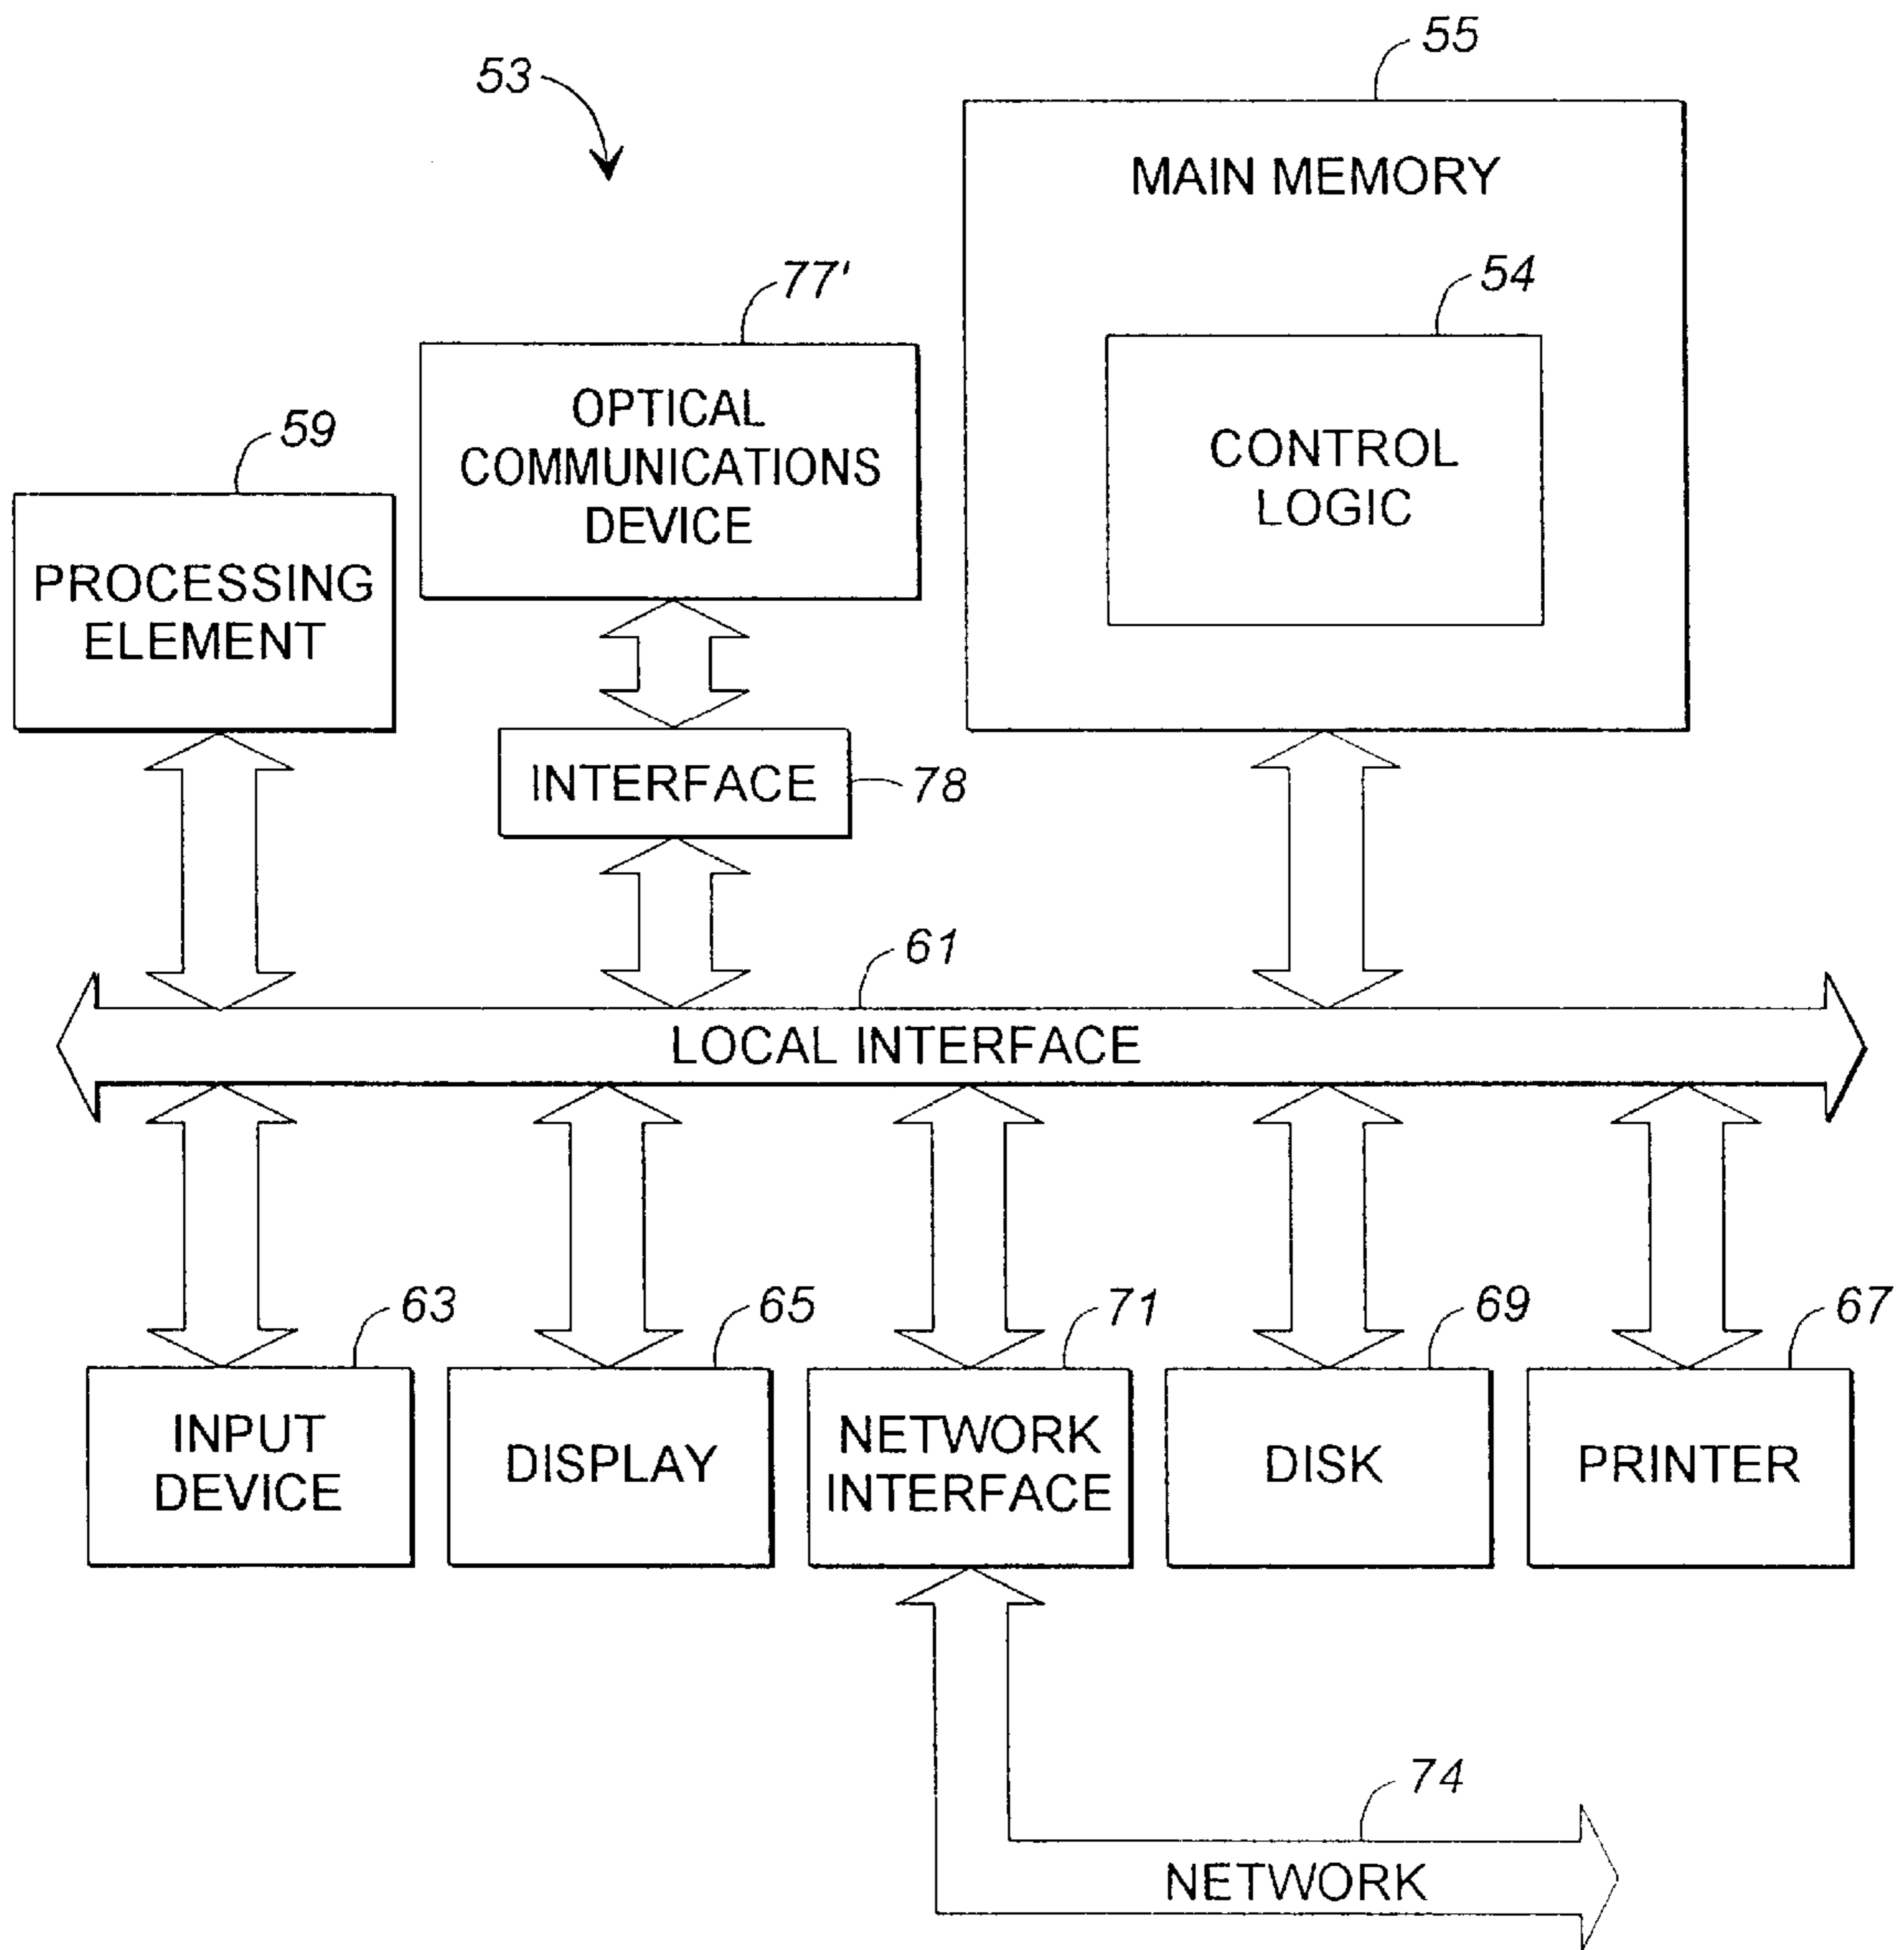 53
55
MAIN MEMORY
54
CONTROL
LOGIC
77'
OPTICAL
COMMUNICATIONS
DEVICE
59
PROCESSING
ELEMENT
INTERFACE
78
61
LOCAL INTERFACE
63
INPUT
DEVICE
65
DISPLAY
71
NETWORK
INTERFACE
69
DISK
67
PRINTER
74
NETWORK